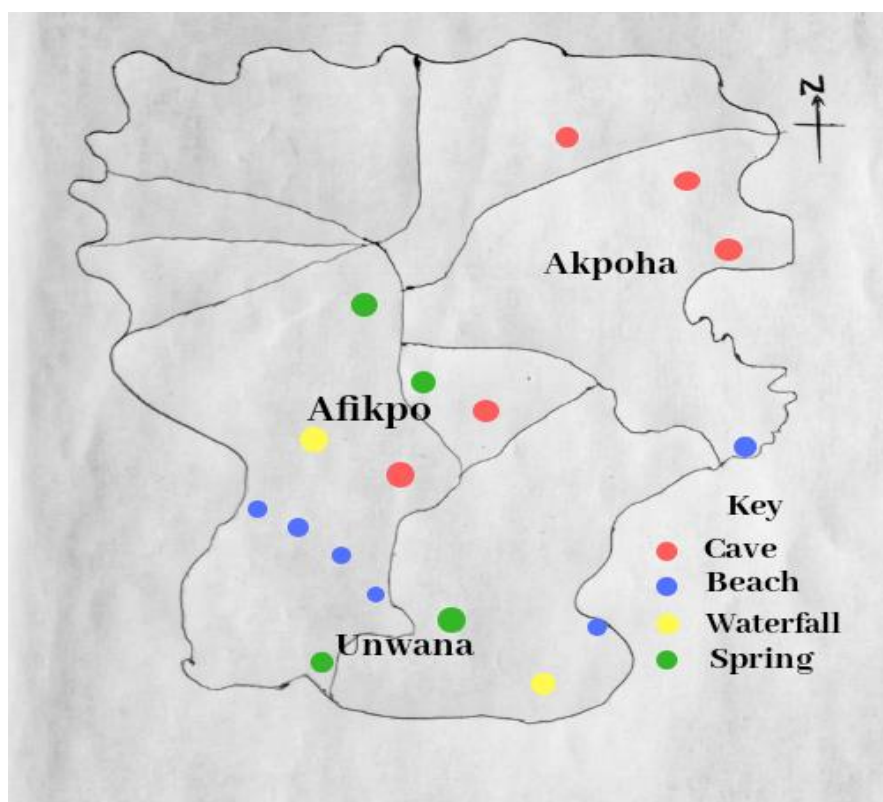 N
Akpoha
Afikpo
Unwana
Key
Cave
Beach
Waterfall
Spring